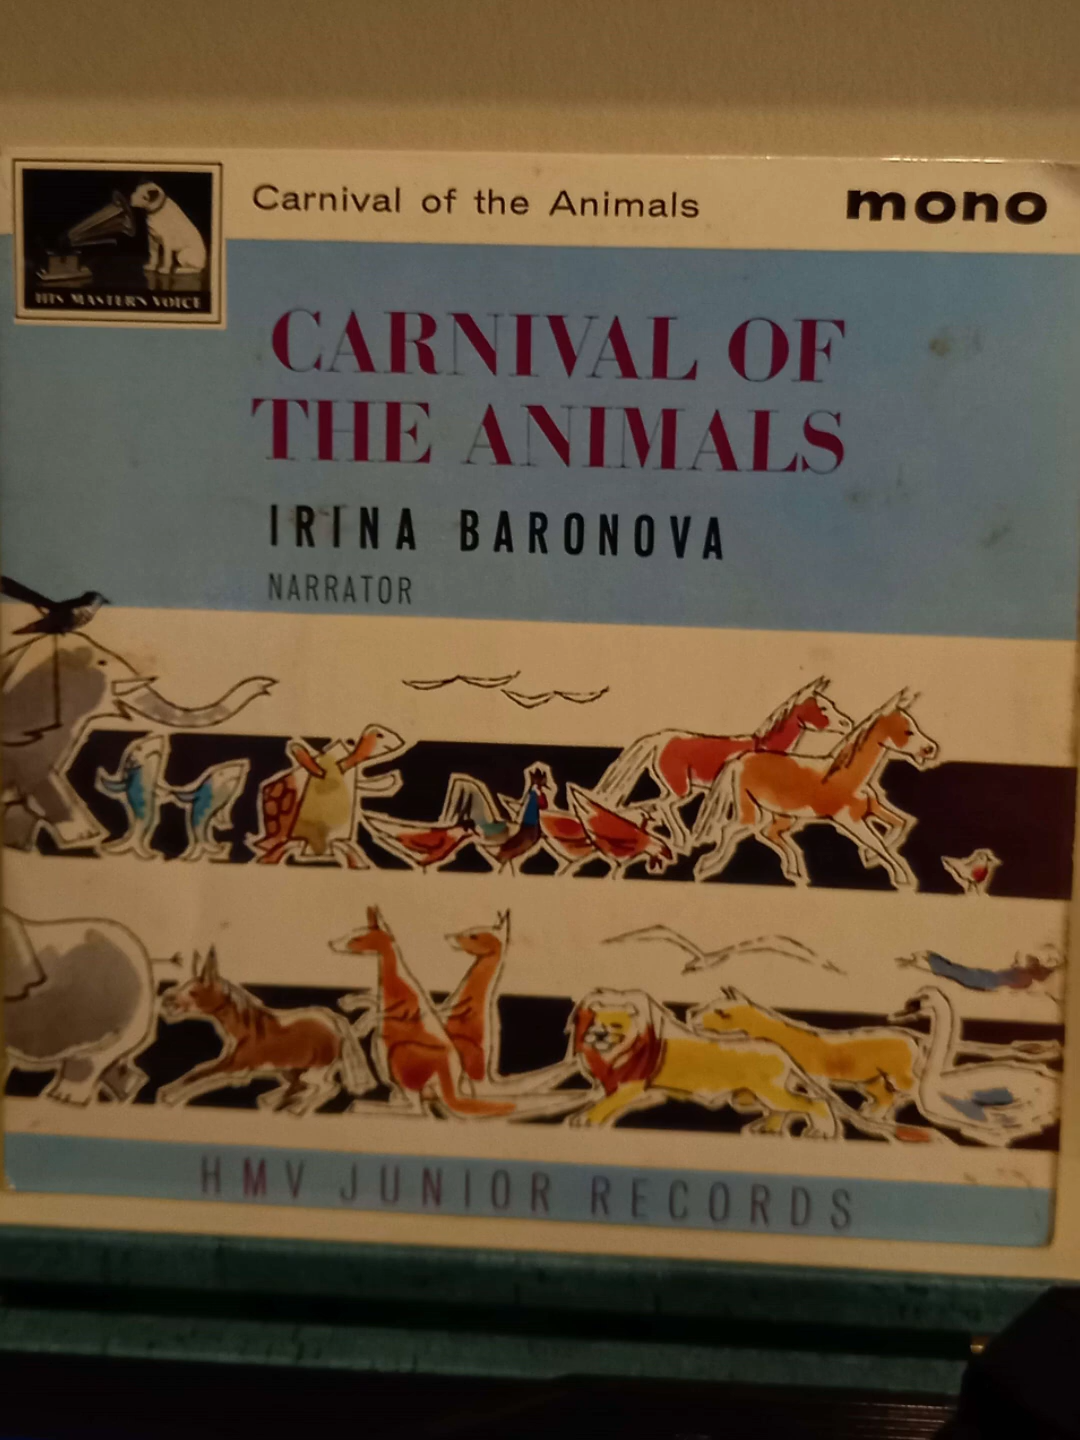 Carnival of the Animals
mono
HIS MASTER'S VOICE
CARNIVAL OF
THE ANIMALS
IRINA BARONOVA
NARRATOR
HMV JUNIOR RECORDS